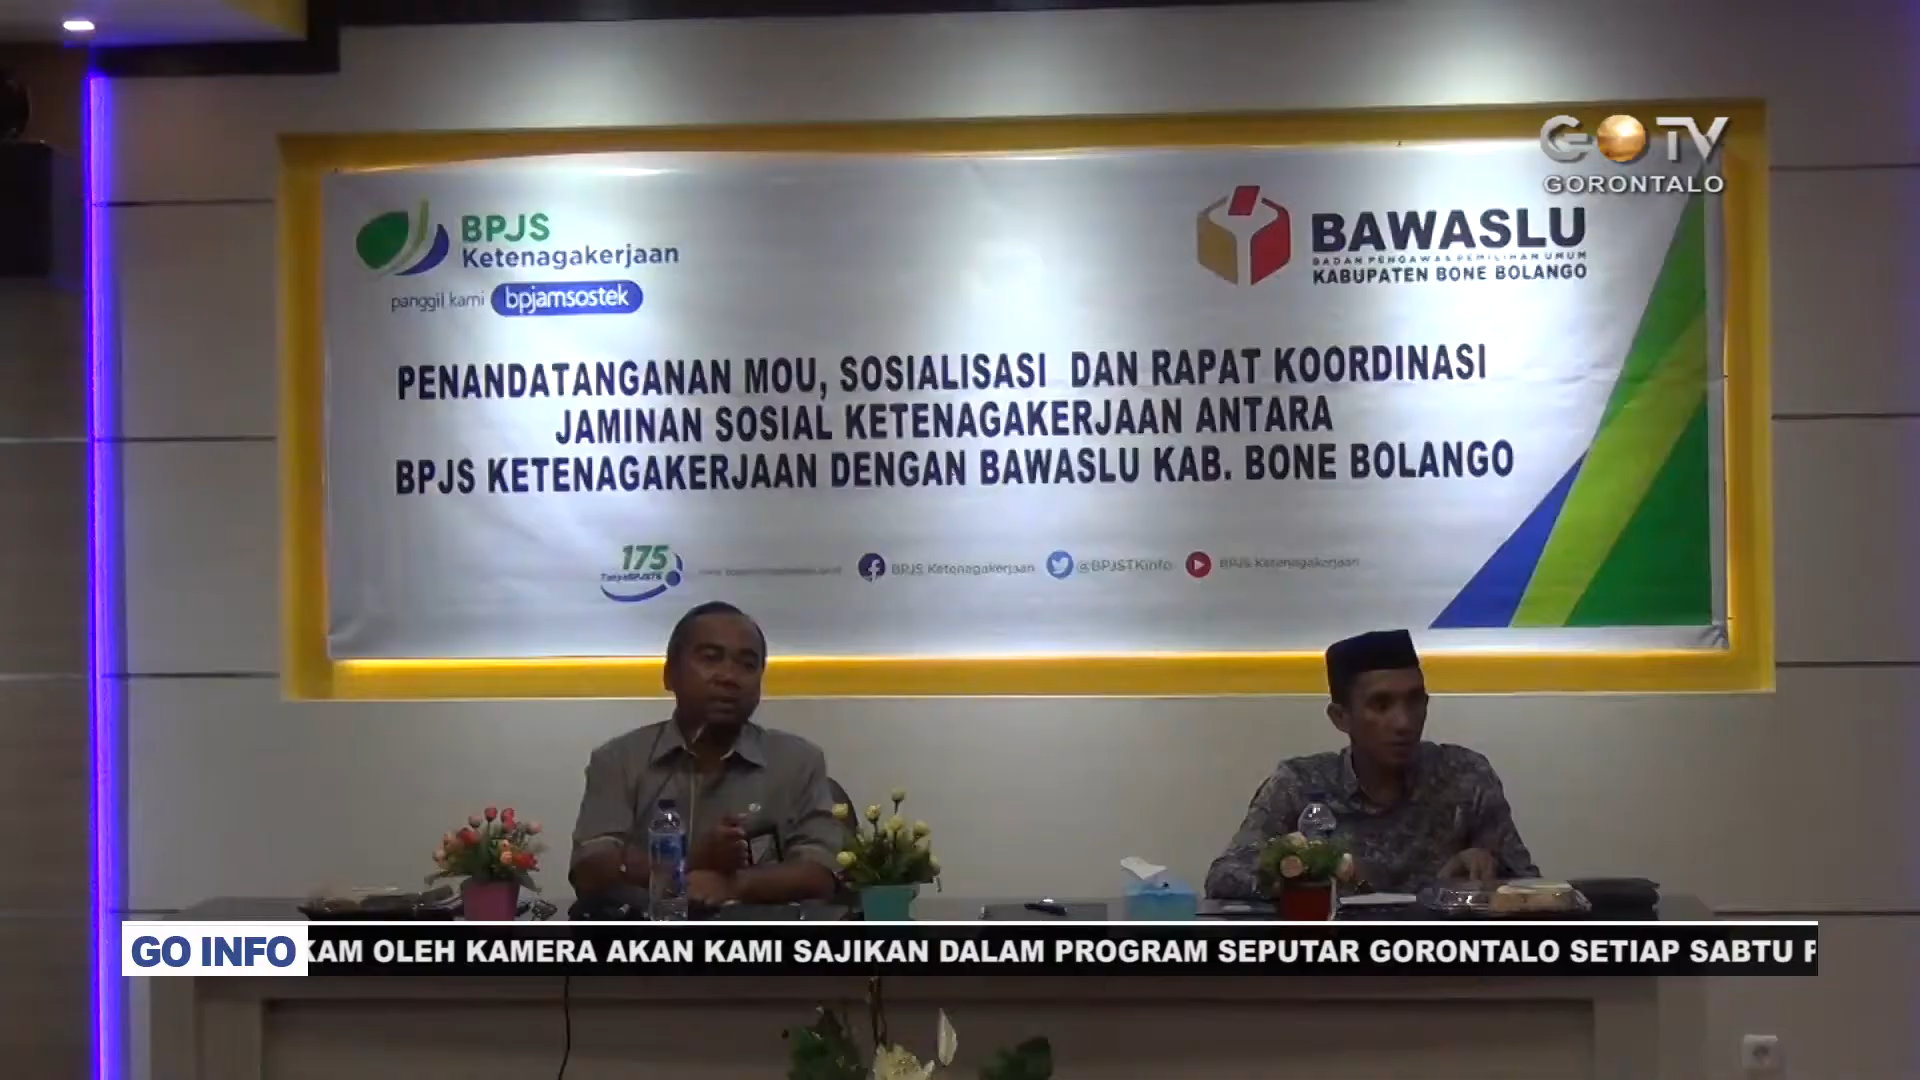 GOTV
GORONTALO
BPJS
Ketenagakerjaan
panggil kami bpjamsostek
BAWASLU
BADAN PENGAWAS PEMILIHAN UMUM
KABUPATEN BONE BOLANGO
PENANDATANGANAN MOU, SOSIALISASI DAN RAPAT KOORDINASI
JAMINAN SOSIAL KETENAGAKERJAAN ANTARA
BPJS KETENAGAKERJAAN DENGAN BAWASLU KAB. BONE BOLANGO
175
BPJS Ketenagakerjaan @BPJSTKinfo BPJS Ketenagakerjaan
GO INFO KAM OLEH KAMERA AKAN KAMI SAJIKAN DALAM PROGRAM SEPUTAR GORONTALO SETIAP SABTU P